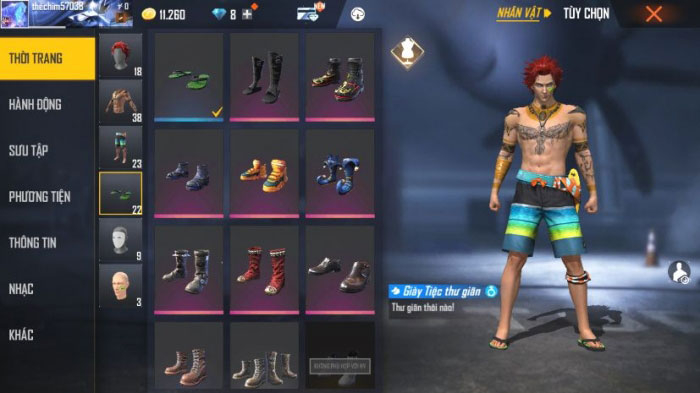 thěchim57038
11.260
8
NHÂN VẬT
TÙY CHỌN
THỜI TRANG
18
HÀNH ĐỘNG
38
SƯU TẬP
23
PHƯƠNG TIỆN
22
THÔNG TIN
9
NHẠC
3
KHÁC
Giày Tiệc thư giãn
Thư giãn thôi nào!